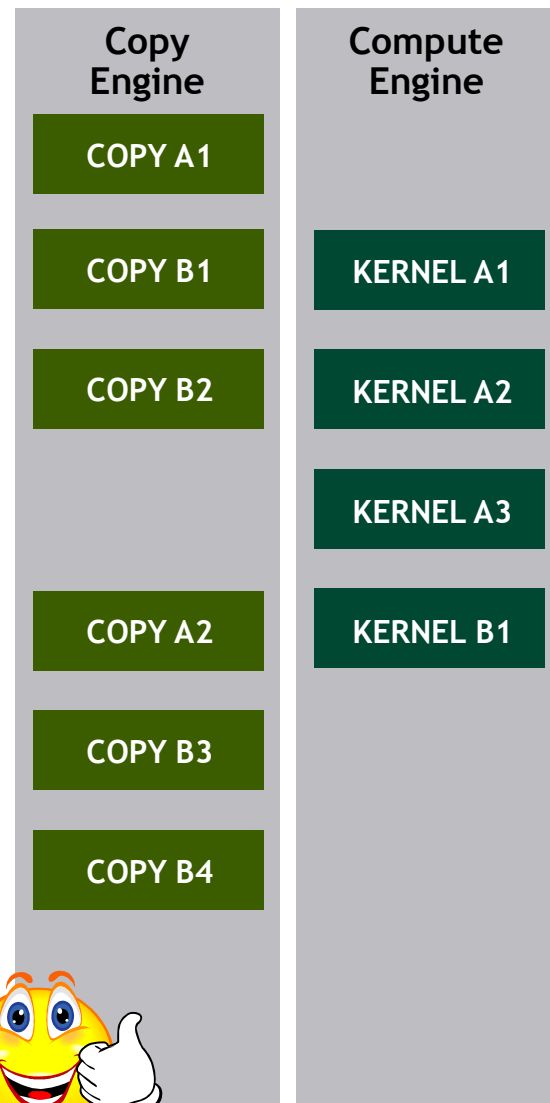 Copy
Engine
COPY A1
COPY B1
COPY B2
COPY A2
COPY B3
COPY B4
Compute
Engine
KERNEL A1
KERNEL A2
KERNEL A3
KERNEL B1